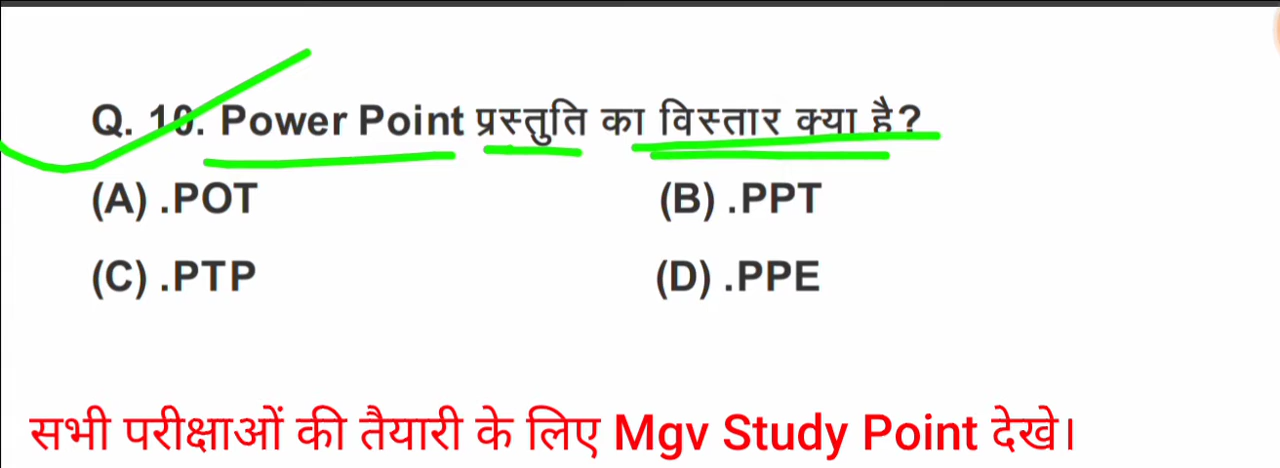 Q. 10. Power Point प्रस्तुति का विस्तार क्या है?
(A) .POT (B) .PPT
(C) .PTP (D) .PPE
सभी परीक्षाओं की तैयारी के लिए Mgv Study Point देखे।